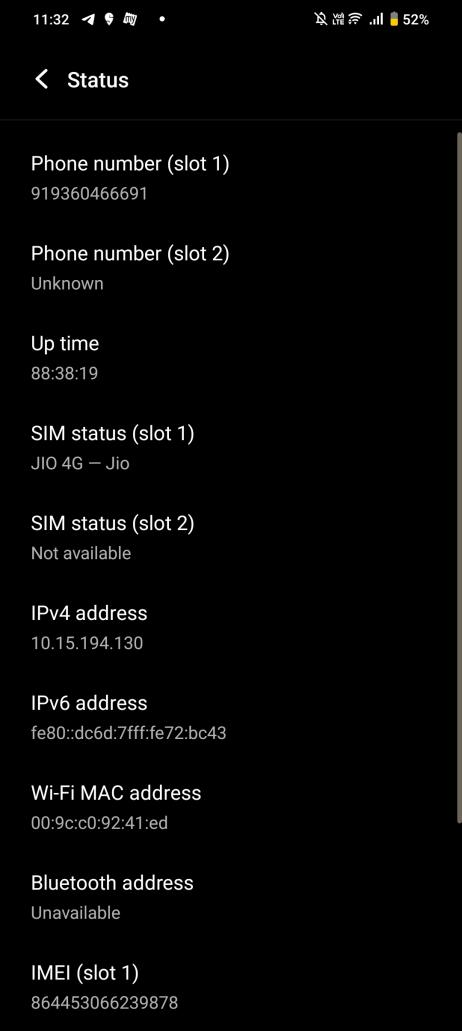 11:32
Vo) LTE
52%
Status
Phone number (slot 1)
919360466691
Phone number (slot 2)
Unknown
Up time
88:38:19
SIM status (slot 1)
JIO 4G — Jio
SIM status (slot 2)
Not available
IPv4 address
10.15.194.130
IPv6 address
fe80::dc6d:7fff:fe72:bc43
Wi-Fi MAC address
00:9c:c0:92:41:ed
Bluetooth address
Unavailable
IMEI (slot 1)
864453066239878